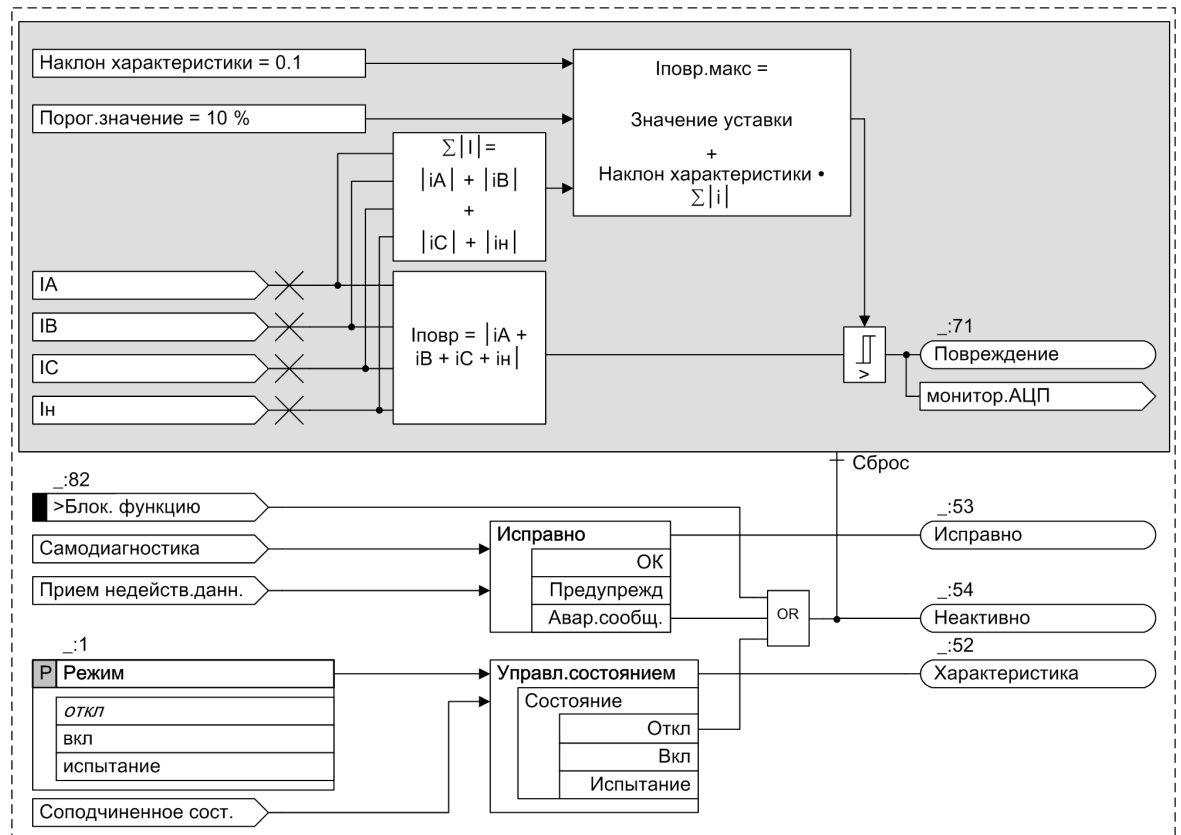 Наклон характеристики = 0.1
Порог.значение = 10 %
Iповр.макс =
Значение уставки
+
Наклон характеристики •
∑|i|
∑|I| =
|iA| + |iB|
+
|iC| + |iн|
IA
IB
IC
Iн
Iповр = |iA +
iB + iC + iн|
>
_:71
Повреждение
монитор.АЦП
Сброс
_:82
>Блок. функцию
Самодиагностика
Прием недейств.данн.
Исправно
ОК
Предупрежд
Авар.сообщ.
OR
_:53
Исправно
_:54
Неактивно
_:52
Характеристика
_:1
P Режим
откл
вкл
испытание
Соподчиненное сост.
Управл.состоянием
Состояние
Откл
Вкл
Испытание